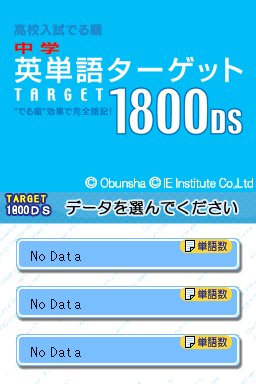 高校入試でる順
中学
英単語ターゲット
TARGET 1800DS
"でる順"効果で完全暗記!
© Obunsha © IE Institute Co.,Ltd
TARGET
1800DS
データを選んでください
単語数
No Data
単語数
No Data
単語数
No Data